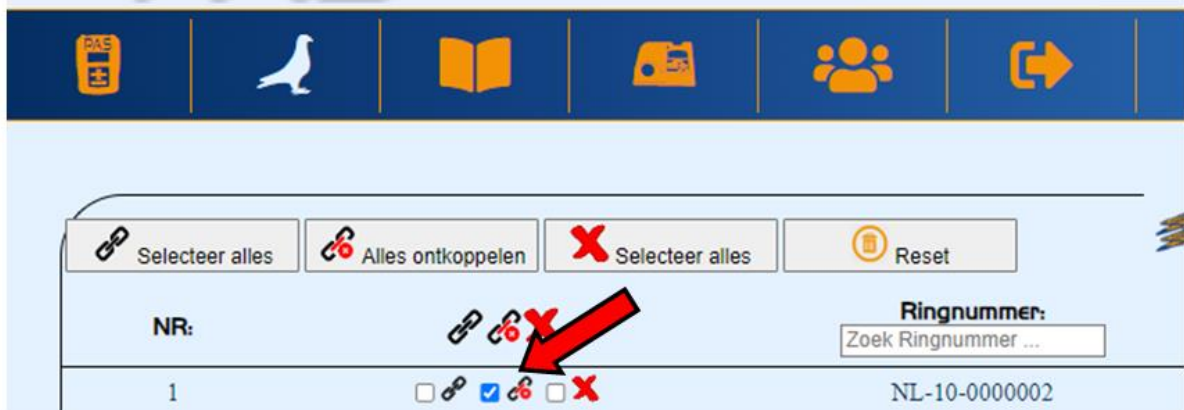 PAS
Selecteer alles
Alles ontkoppelen
Selecteer alles
Reset
NR:
Ringnummer:
Zoek Ringnummer ...
1
NL-10-0000002